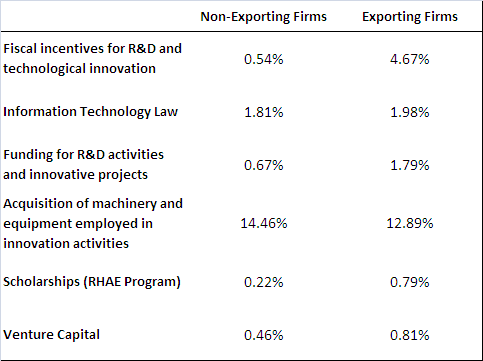 Non-Exporting Firms Exporting Firms
Fiscal incentives for R&D and
technological innovation 0.54% 4.67%
Information Technology Law 1.81% 1.98%
Funding for R&D activities
and innovative projects 0.67% 1.79%
Acquisition of machinery and
equipment employed in 14.46% 12.89%
innovation activities
Scholarships (RHAE Program) 0.22% 0.79%
Venture Capital 0.46% 0.81%